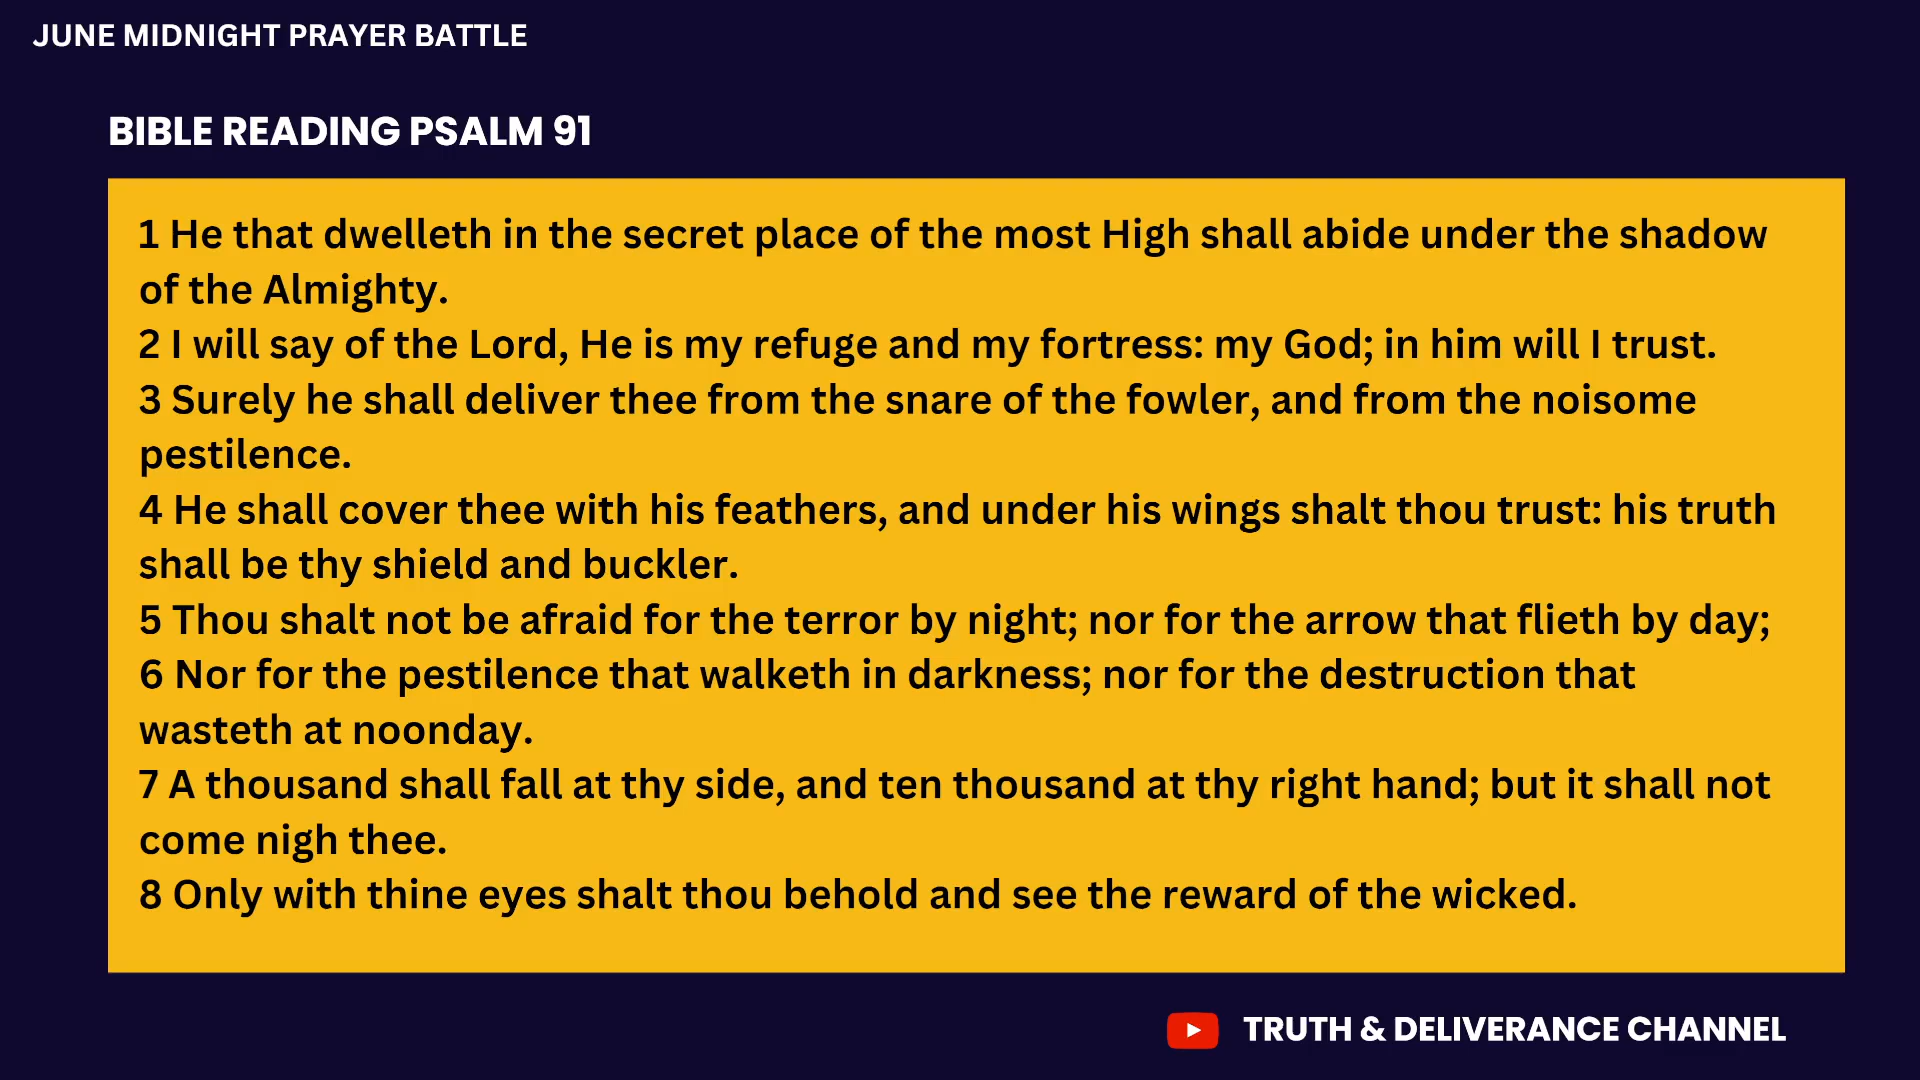 JUNE MIDNIGHT PRAYER BATTLE
BIBLE READING PSALM 91
1 He that dwelleth in the secret place of the most High shall abide under the shadow
of the Almighty.
2 I will say of the Lord, He is my refuge and my fortress: my God; in him will I trust.
3 Surely he shall deliver thee from the snare of the fowler, and from the noisome
pestilence.
4 He shall cover thee with his feathers, and under his wings shalt thou trust: his truth
shall be thy shield and buckler.
5 Thou shalt not be afraid for the terror by night; nor for the arrow that flieth by day;
6 Nor for the pestilence that walketh in darkness; nor for the destruction that
wasteth at noonday.
7 A thousand shall fall at thy side, and ten thousand at thy right hand; but it shall not
come nigh thee.
8 Only with thine eyes shalt thou behold and see the reward of the wicked.
TRUTH & DELIVERANCE CHANNEL